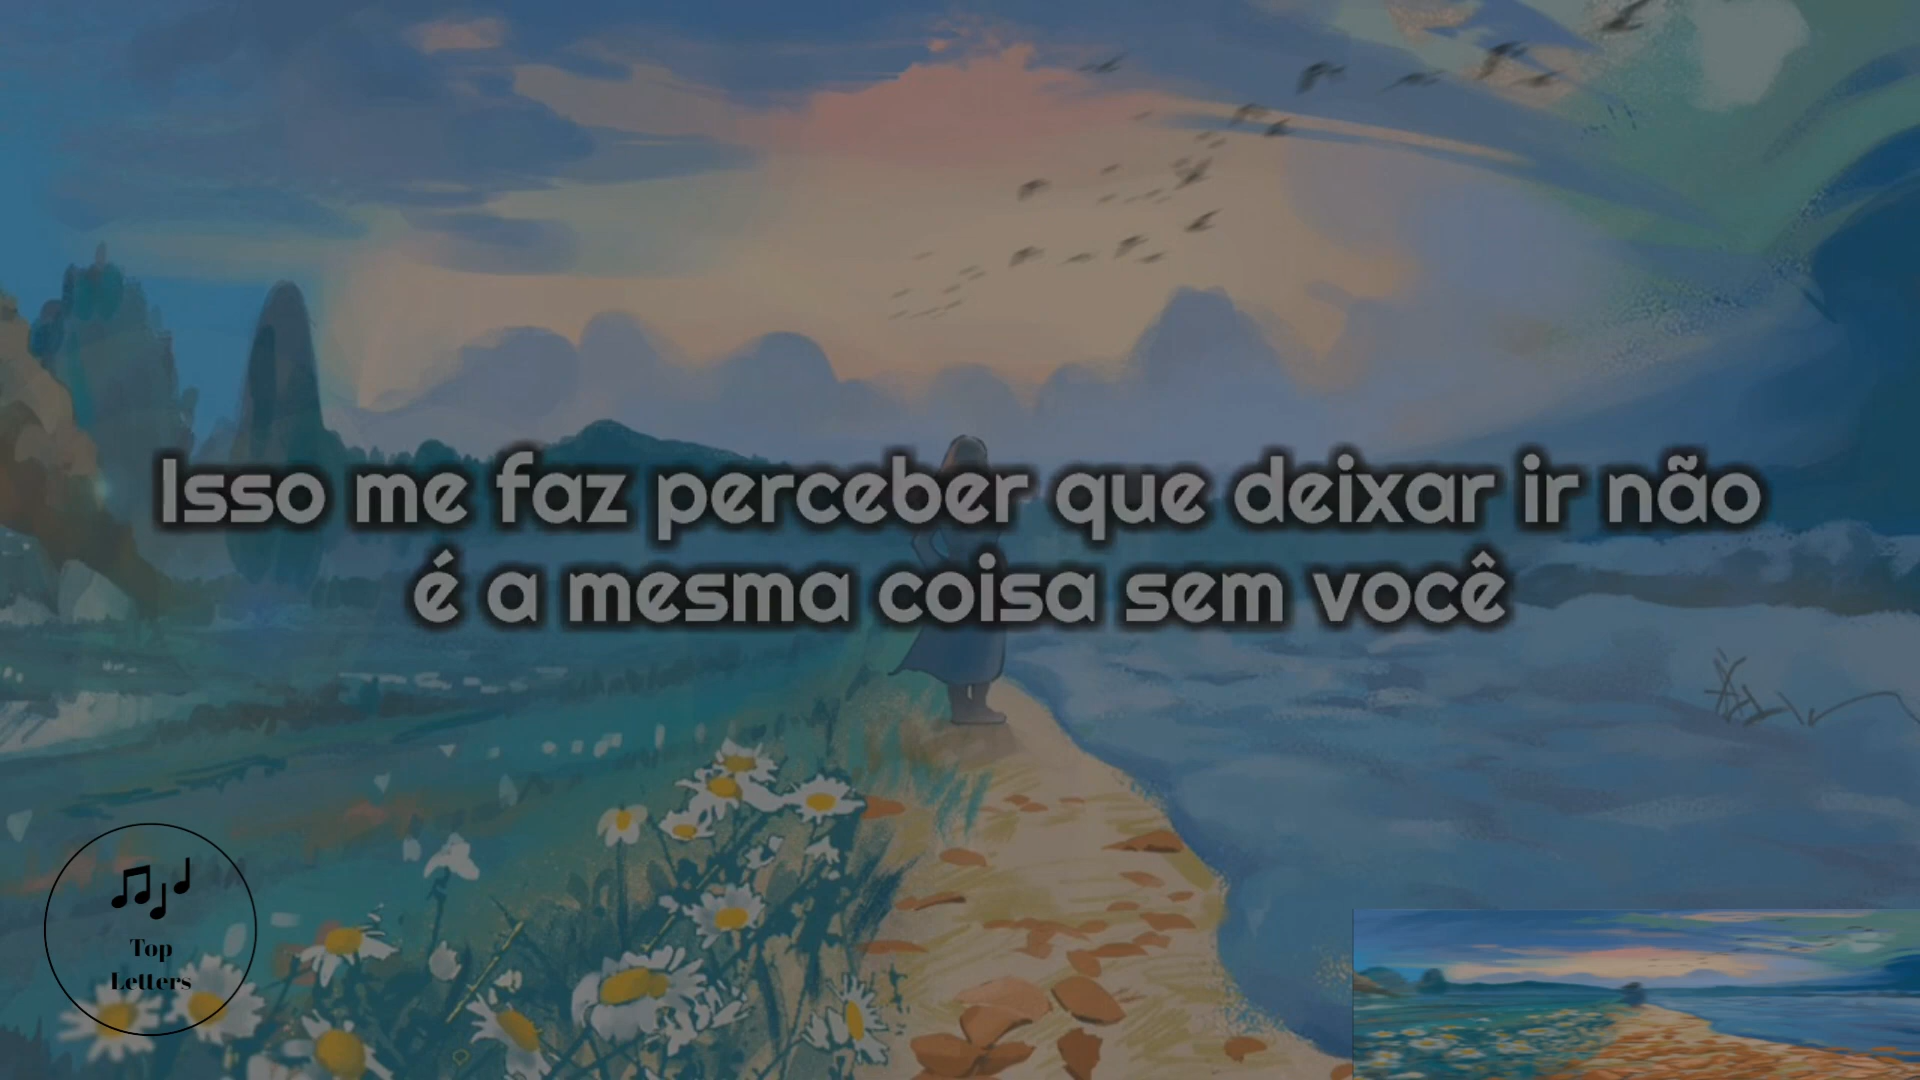 Isso me faz perceber que deixar ir não
é a mesma coisa sem você
Top
Letters